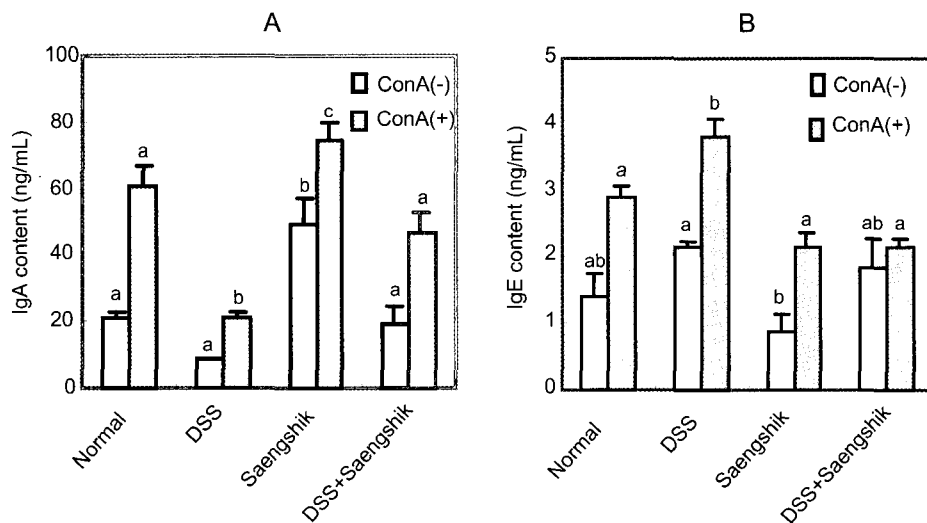 A
IgA content (ng/mL)
100
80
60
40
20
0
ConA(-)
ConA(+)
a
a
a
b
b
c
a
a
Normal
DSS
Saengshik
DSS+Saengshik
B
IgE content (ng/mL)
5
4
3
2
1
0
ConA(-)
ConA(+)
ab
a
a
b
b
a
ab
a
Normal
DSS
Saengshik
DSS+Saengshik